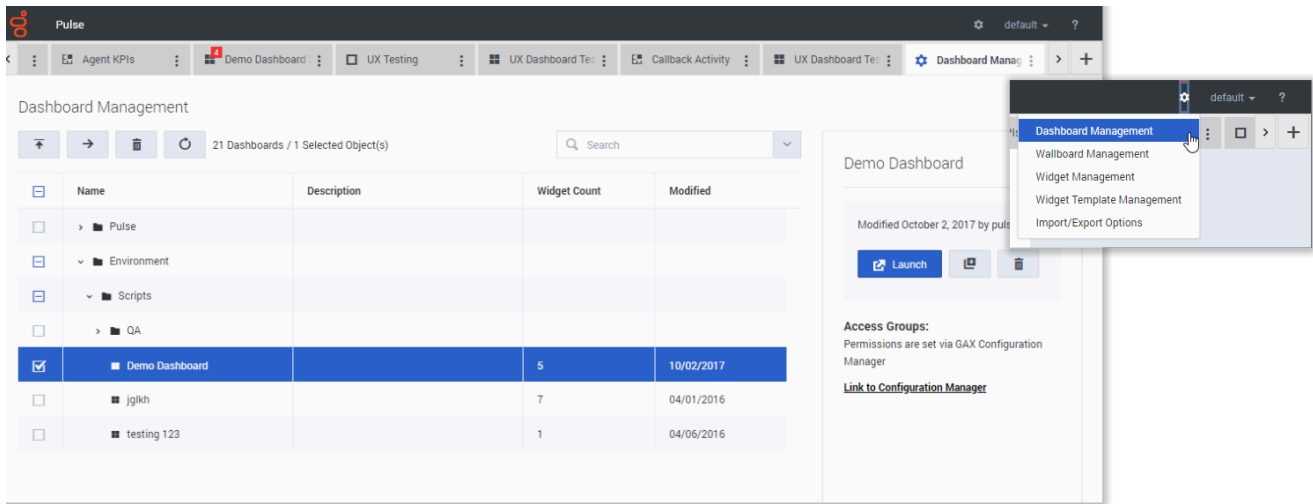 Pulse
default
?
Agent KPIs
4
Demo Dashboard
UX Testing
UX Dashboard Tes
Callback Activity
UX Dashboard Tes
Dashboard Manag
Dashboard Management
21 Dashboards / 1 Selected Object(s)
Search
Name Description Widget Count Modified
Pulse
Environment
Scripts
QA
Demo Dashboard 5 10/02/2017
jglkh 7 04/01/2016
testing 123 1 04/06/2016
Demo Dashboard
Modified October 2, 2017 by puls
Launch
Access Groups:
Permissions are set via GAX Configuration
Manager
Link to Configuration Manager
default ?
Dashboard Management
Wallboard Management
Widget Management
Widget Template Management
Import/Export Options